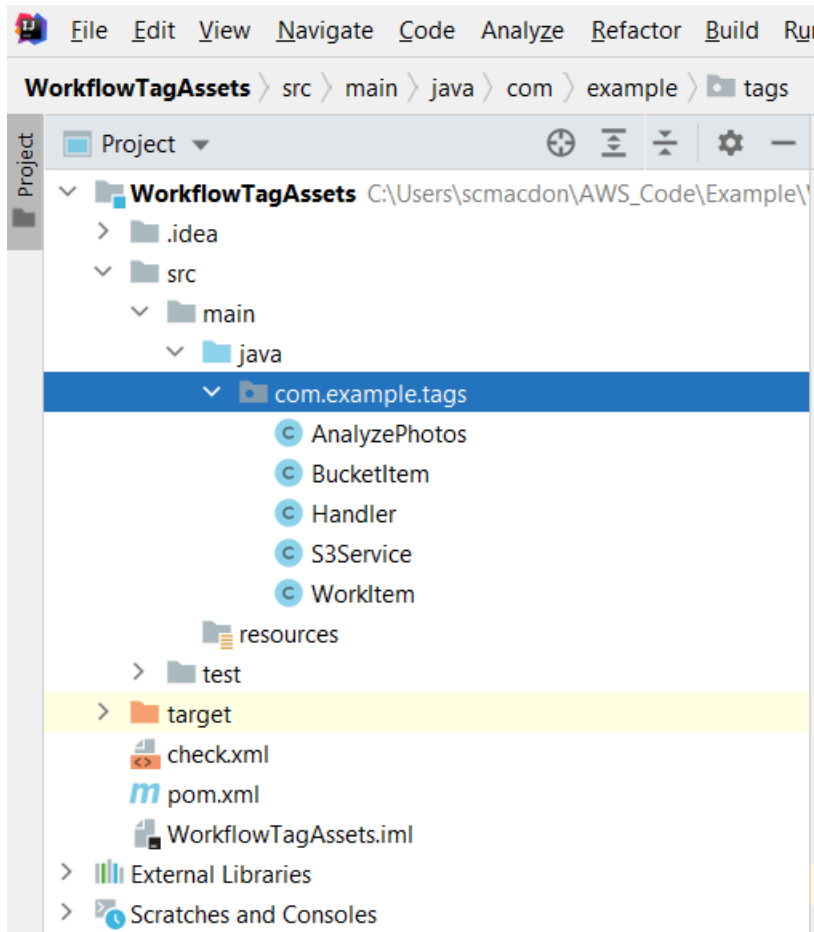 File Edit View Navigate Code Analyze Refactor Build Ru
WorkflowTagAssets src main java com example tags
Project
Project
WorkflowTagAssets C:\Users\scmacdon\AWS_Code\Example\
.idea
src
main
java
com.example.tags
C AnalyzePhotos
C BucketItem
C Handler
C S3Service
C WorkItem
resources
test
target
check.xml
m pom.xml
WorkflowTagAssets.iml
External Libraries
Scratches and Consoles